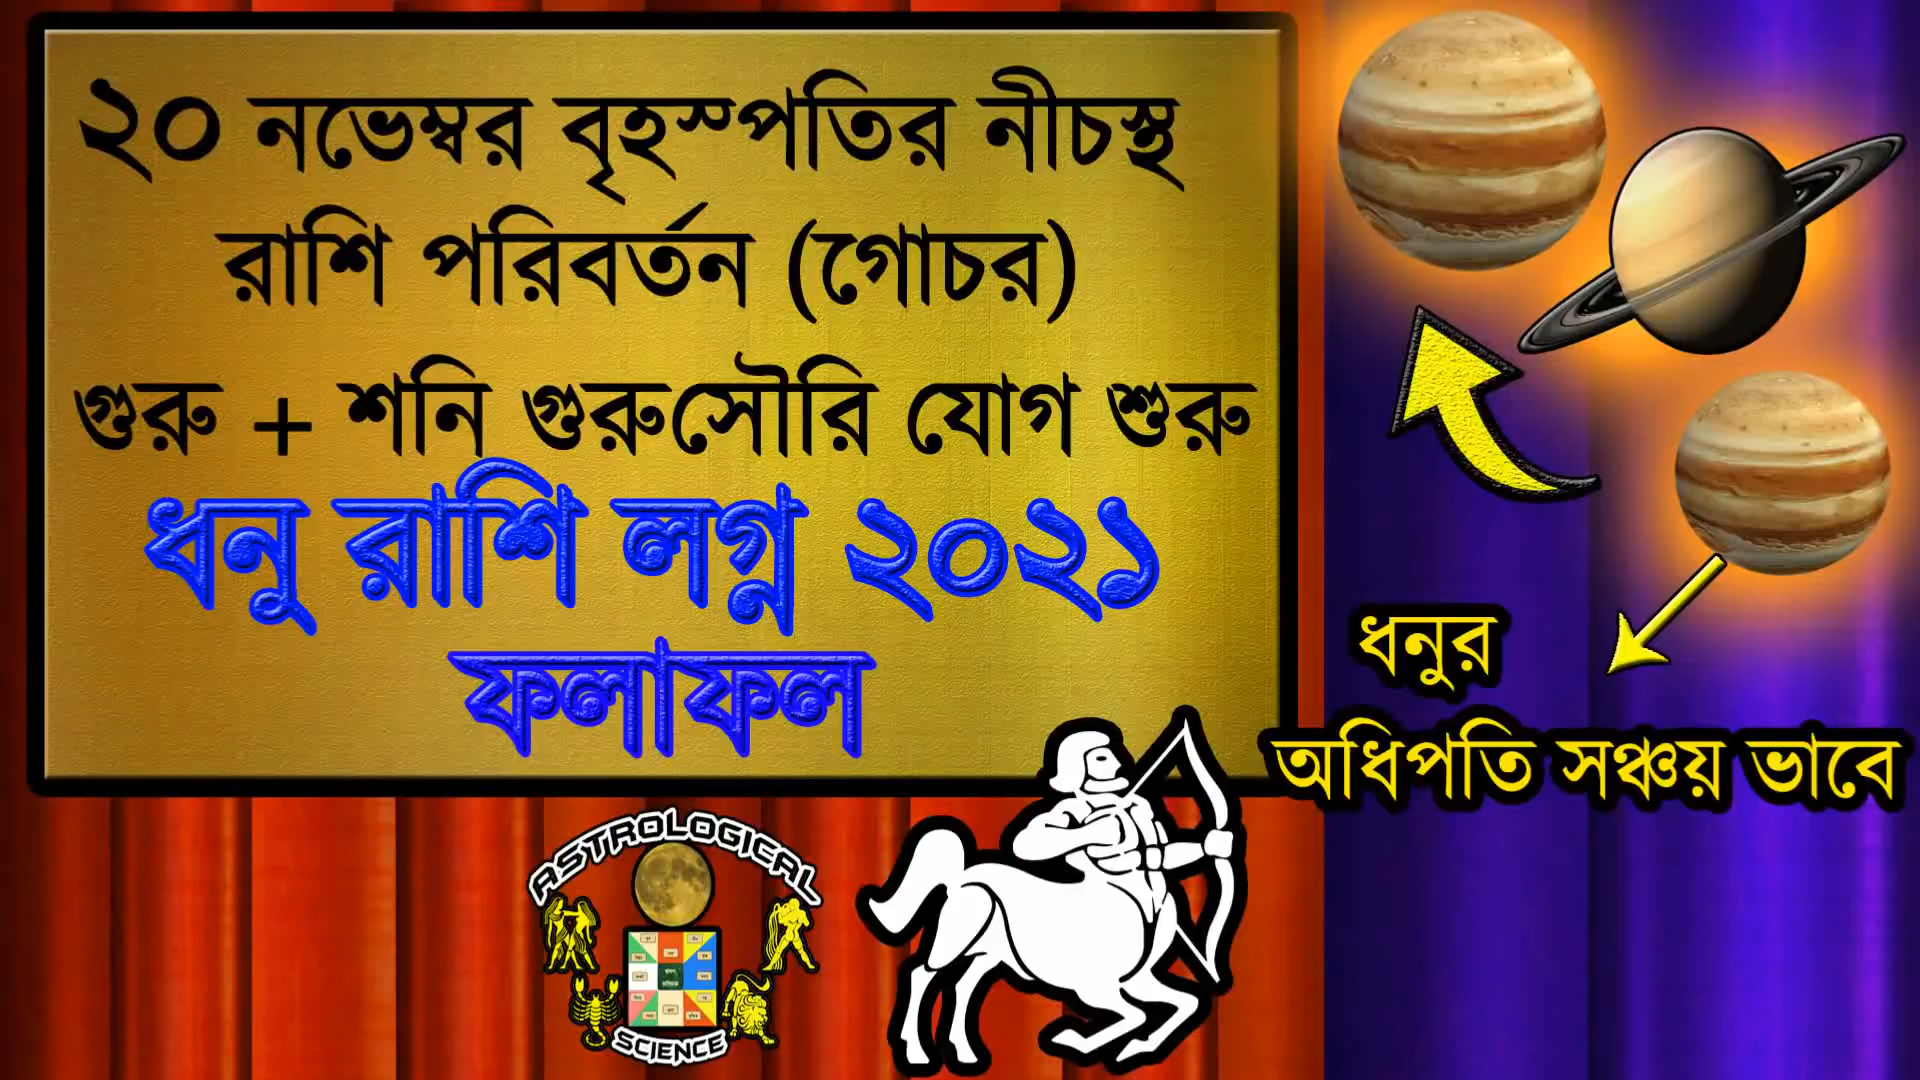 ২০ নভেম্বর বৃহস্পতির নীচস্থ
রাশি পরিবর্তন (গোচর)
গুরু + শনি গুরুসৌরি যোগ শুরু
ধনু রাশি লগ্ন ২০২১
ফলাফল
ধনুর
অধিপতি সঞ্চয় ভাবে
ASTROLOGICAL
SCIENCE